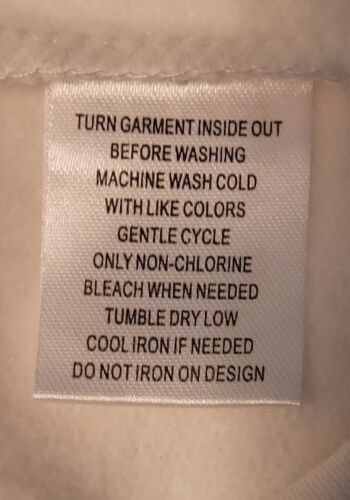 TURN GARMENT INSIDE OUT
BEFORE WASHING
MACHINE WASH COLD
WITH LIKE COLORS
GENTLE CYCLE
ONLY NON-CHLORINE
BLEACH WHEN NEEDED
TUMBLE DRY LOW
COOL IRON IF NEEDED
DO NOT IRON ON DESIGN